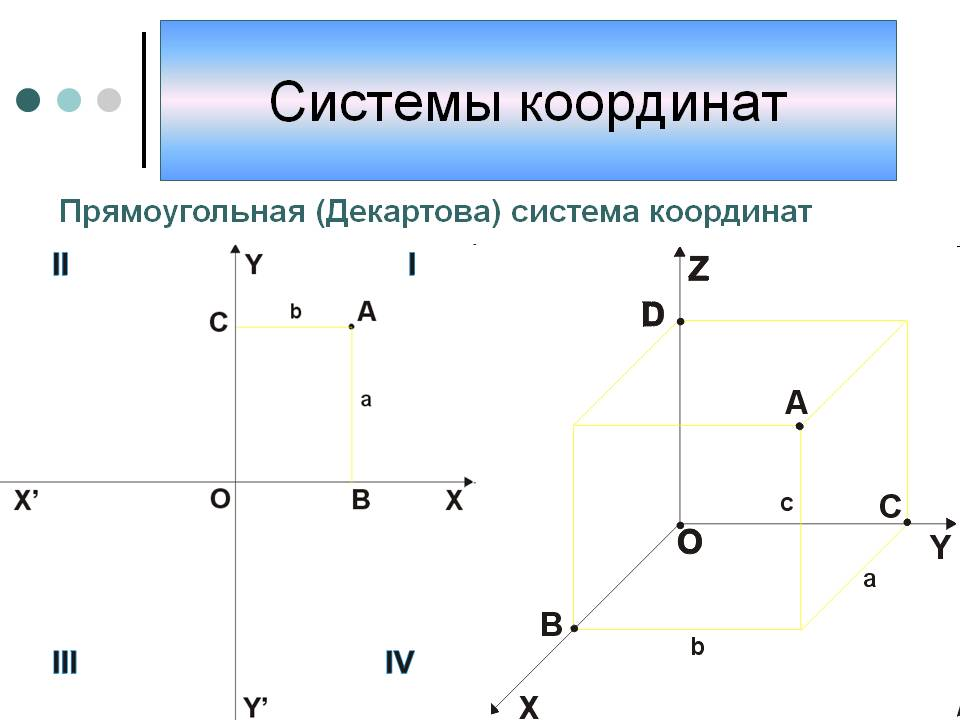 Системы координат
Прямоугольная (Декартова) система координат
II
Y
I
C
b
A
a
X’
O
B
X
III
IV
Y’
Z
D
A
c
C
O
Y
a
B
b
X